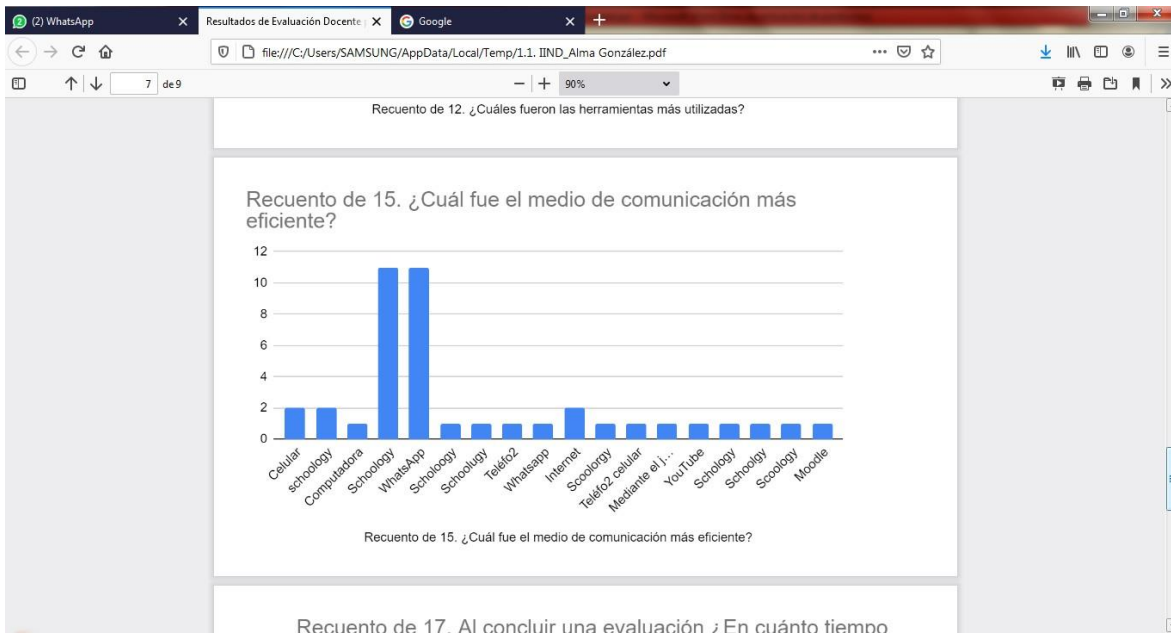 (2) WhatsApp
Resultados de Evaluación Docente p
Google
file:///C:/Users/SAMSUNG/AppData/Local/Temp/1.1. IIND_Alma González.pdf
7 de 9
90%
Recuento de 12. ¿Cuáles fueron las herramientas más utilizadas?
Recuento de 15. ¿Cuál fue el medio de comunicación más
eficiente?
12
10
8
6
4
2
0
Celular
schoology
Computadora
Schoology
WhatsApp
Scholoogy
Schoolugy
Teléfo2
Whatsapp
Internet
Scoolorgy
Teléfo2 celular
Mediante el j...
YouTube
Schology
Schoolgy
Scoology
Moodle
Recuento de 15. ¿Cuál fue el medio de comunicación más eficiente?
Recuento de 17. Al concluir una evaluación ¿En cuánto tiempo